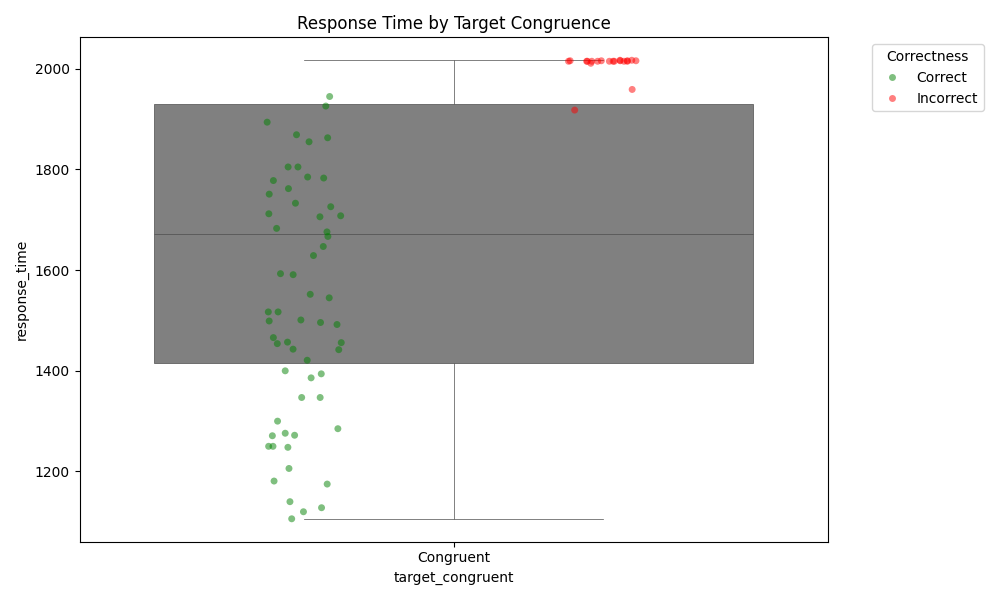 Response Time by Target Congruence
Correctness
Correct
Incorrect
response_time
2000
1800
1600
1400
1200
Congruent
target_congruent